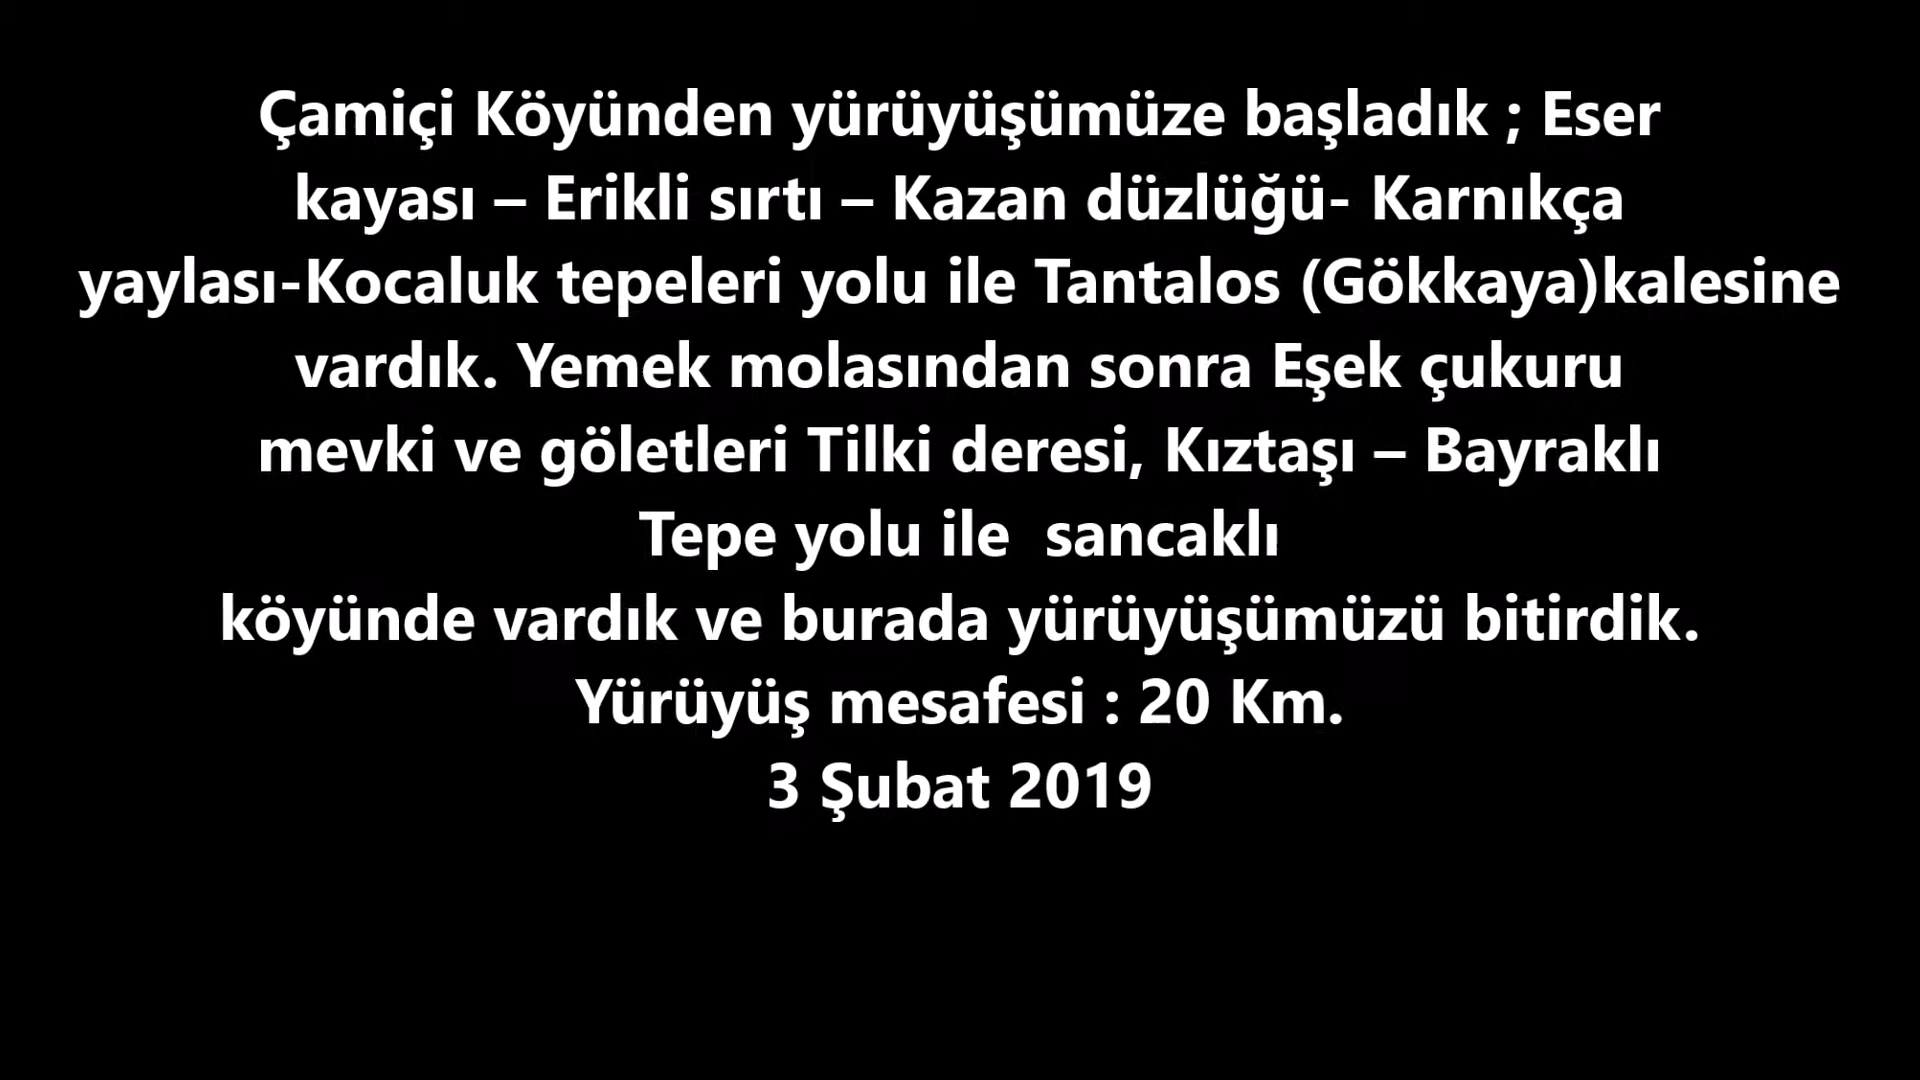 Çamiçi Köyünden yürüyüşümüze başladık ; Eser
kayası – Erikli sırtı – Kazan düzlüğü- Karnıkça
yaylası-Kocaluk tepeleri yolu ile Tantalos (Gökkaya)kalesine
vardık. Yemek molasından sonra Eşek çukuru
mevki ve göletleri Tilki deresi, Kıztaşı – Bayraklı
Tepe yolu ile  sancaklı
köyünde vardık ve burada yürüyüşümüzü bitirdik.
Yürüyüş mesafesi : 20 Km.
3 Şubat 2019